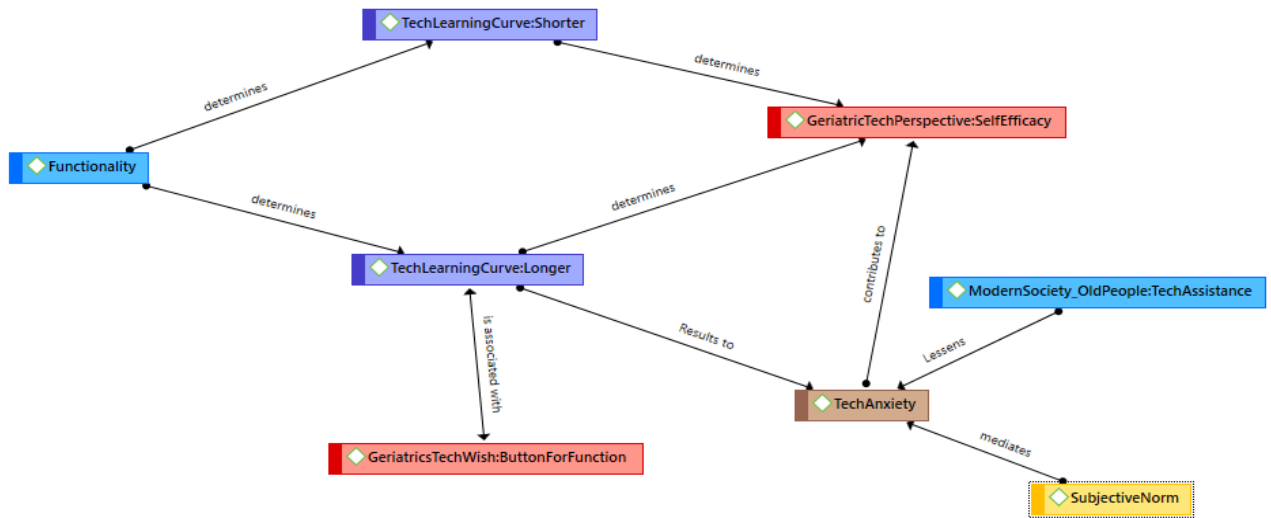 TechLearningCurve:Shorter
determines
determines
GeriatricTechPerspective:SelfEfficacy
Functionality
determines
determines
TechLearningCurve:Longer
contributes to
ModernSociety_OldPeople:TechAssistance
is associated with
Results to
Lessens
TechAnxiety
mediates
GeriatricsTechWish:ButtonForFunction
SubjectiveNorm